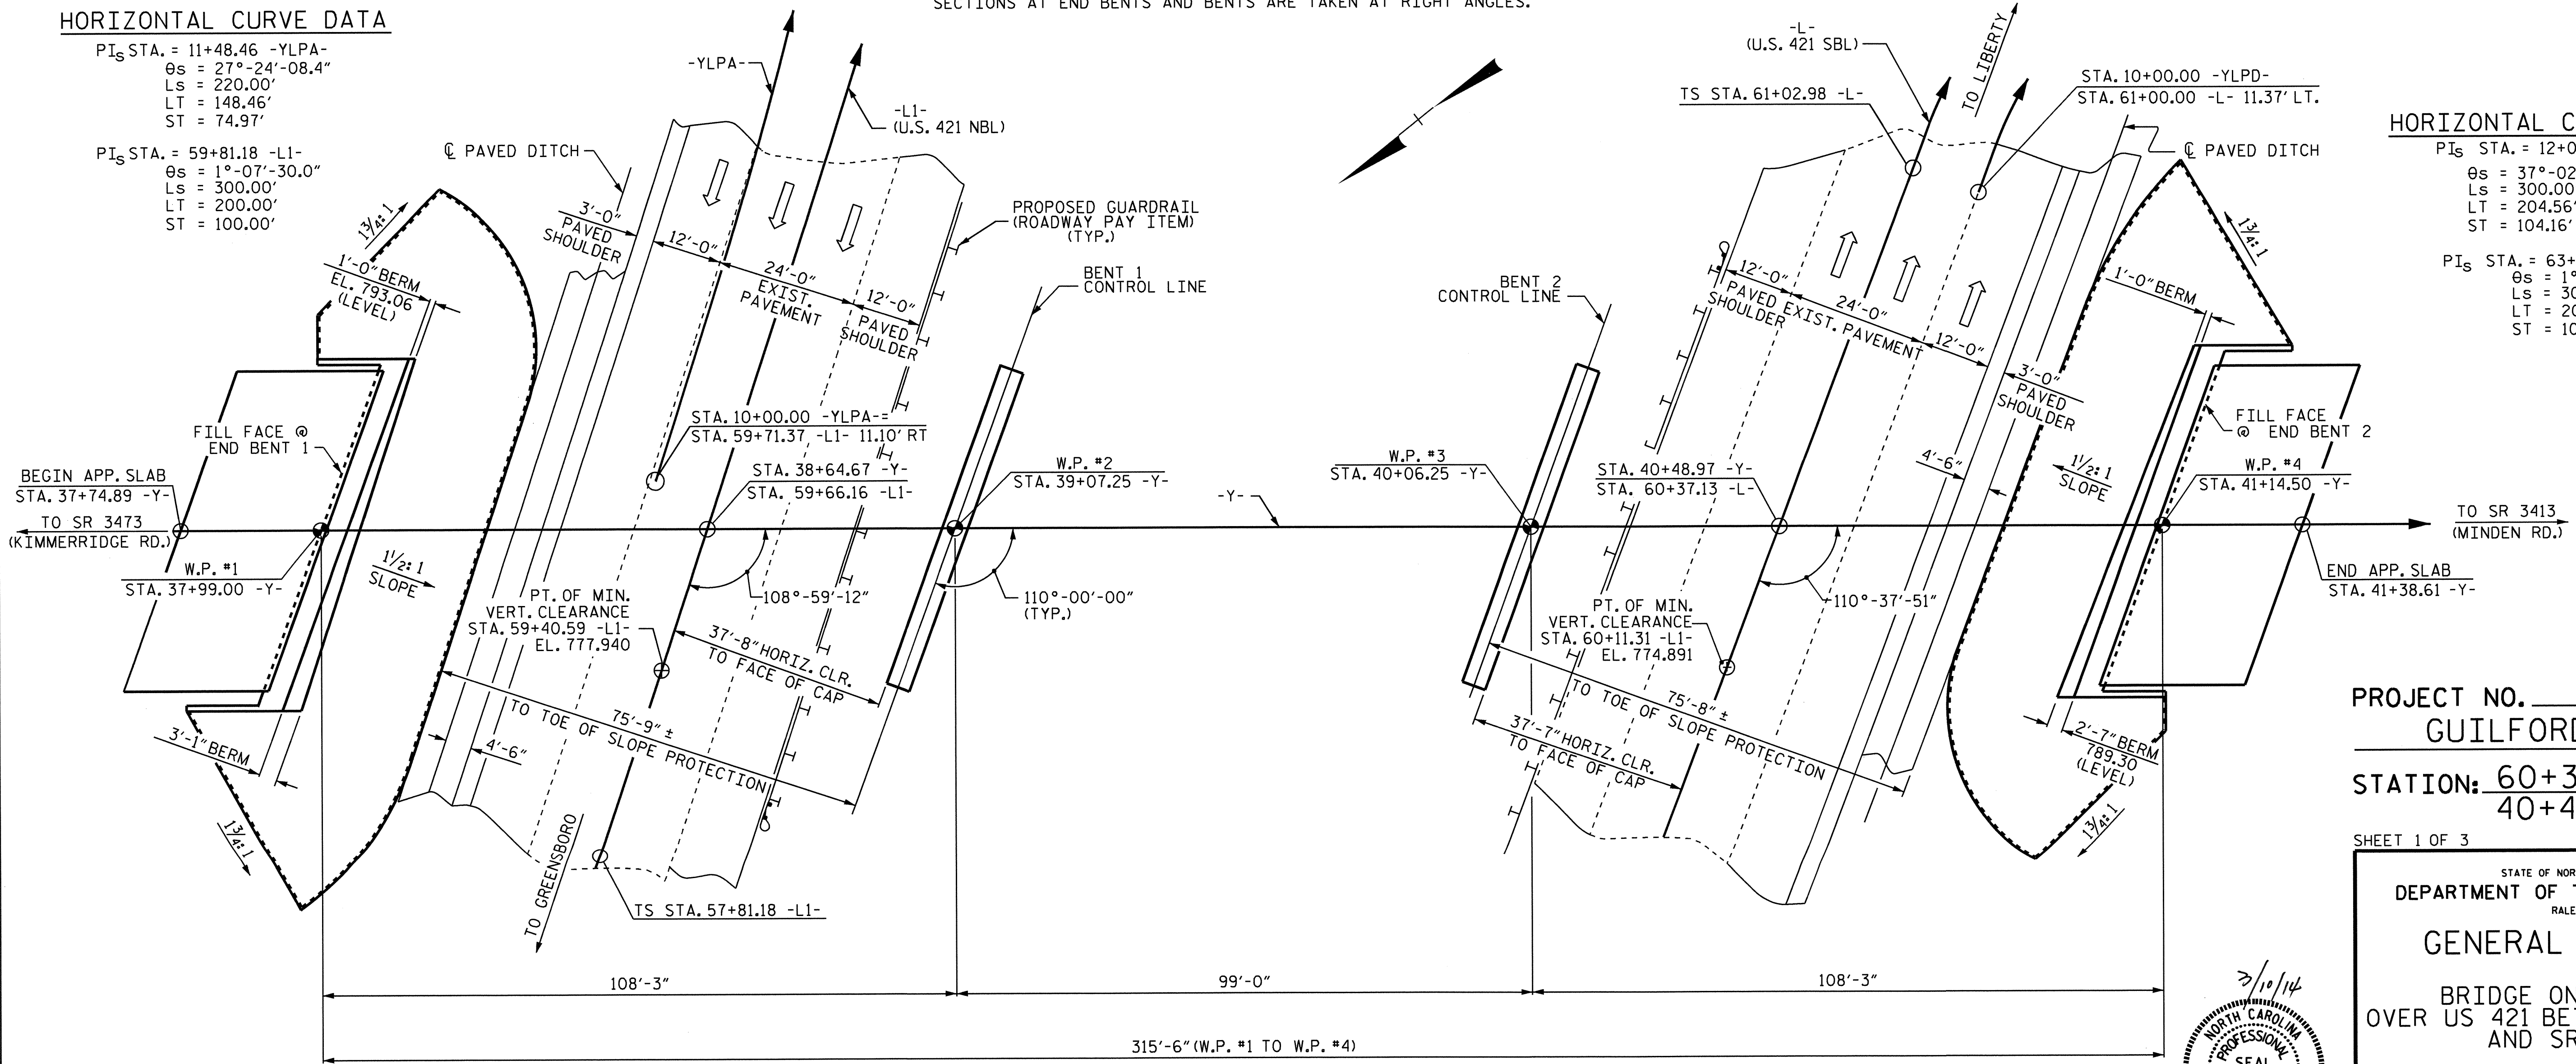 SECTIONS AT END BENTS AND BENTS ARE TAKEN AT RIGHT ANGLES.
HORIZONTAL CURVE DATA
PIs STA. = 11+48.46 -YLPA-
θs = 27°-24'-08.4"
Ls = 220.00'
LT = 148.46'
ST = 74.97'
PIs STA. = 59+81.18 -L1-
θs = 1°-07'-30.0"
Ls = 300.00'
LT = 200.00'
ST = 100.00'
-YLPA-
-L1-
(U.S. 421 NBL)
℄ PAVED DITCH
3'-0"
PAVED
SHOULDER
12'-0"
24'-0"
EXIST.
PAVEMENT
12'-0"
PAVED
SHOULDER
PROPOSED GUARDRAIL
(ROADWAY PAY ITEM)
(TYP.)
BENT 1
CONTROL LINE
1¾:1
1'-0" BERM
EL. 793.06
(LEVEL)
FILL FACE @
END BENT 1
BEGIN APP. SLAB
STA. 37+74.89 -Y-
TO SR 3473
(KIMMERRIDGE RD.)
W.P. #1
STA. 37+99.00 -Y-
1½:1
SLOPE
STA. 10+00.00 -YLPA-=
STA. 59+71.37 -L1- 11.10' RT
STA. 38+64.67 -Y-
STA. 59+66.16 -L1-
W.P. #2
STA. 39+07.25 -Y-
108°-59'-12"
110°-00'-00"
(TYP.)
PT. OF MIN.
VERT. CLEARANCE
STA. 59+40.59 -L1-
EL. 777.940
37'-8" HORIZ. CLR.
TO FACE OF CAP
75'-9" ±
TO TOE OF SLOPE PROTECTION
4'-6"
3'-1" BERM
1¾:1
TO GREENSBORO
TS STA. 57+81.18 -L1-
-Y-
-L-
(U.S. 421 SBL)
TO LIBERTY
TS STA. 61+02.98 -L-
STA. 10+00.00 -YLPD-
STA. 61+00.00 -L- 11.37' LT.
℄ PAVED DITCH
BENT 2
CONTROL LINE
12'-0"
PAVED
SHOULDER
24'-0"
EXIST. PAVEMENT
12'-0"
3'-0"
PAVED
SHOULDER
1'-0" BERM
1¾:1
FILL FACE
@ END BENT 2
4'-6"
1½:1
SLOPE
W.P. #3
STA. 40+06.25 -Y-
STA. 40+48.97 -Y-
STA. 60+37.13 -L-
W.P. #4
STA. 41+14.50 -Y-
TO SR 3413
(MINDEN RD.)
END APP. SLAB
STA. 41+38.61 -Y-
110°-37'-51"
PT. OF MIN.
VERT. CLEARANCE
STA. 60+11.31 -L1-
EL. 774.891
75'-8" ±
TO TOE OF SLOPE PROTECTION
37'-7" HORIZ. CLR.
TO FACE OF CAP
2'-7" BERM
789.30
(LEVEL)
1¾:1
108'-3"
99'-0"
108'-3"
315'-6" (W.P. #1 TO W.P. #4)
HORIZONTAL C
PIs STA. = 12+0
θs = 37°-02
Ls = 300.00
LT = 204.56'
ST = 104.16'
PIs STA. = 63+
θs = 1°
Ls = 30
LT = 20
ST = 10
PROJECT NO.
GUILFORD
STATION: 60+3
40+4
SHEET 1 OF 3
STATE OF NOR
DEPARTMENT OF T
RALE
GENERAL
BRIDGE ON
OVER US 421 BE
AND SR
3/10/14
NORTH CAROLINA
PROFESSIONAL
SEAL